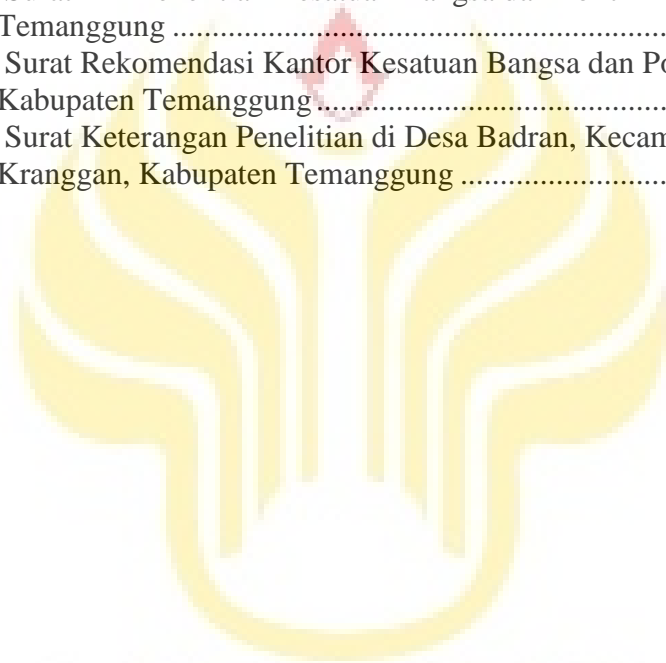 Temanggung ..........................................................................
Surat Rekomendasi Kantor Kesatuan Bangsa dan Po
Kabupaten Temanggung ..................................................
Surat Keterangan Penelitian di Desa Badran, Kecam
Kranggan, Kabupaten Temanggung ..............................